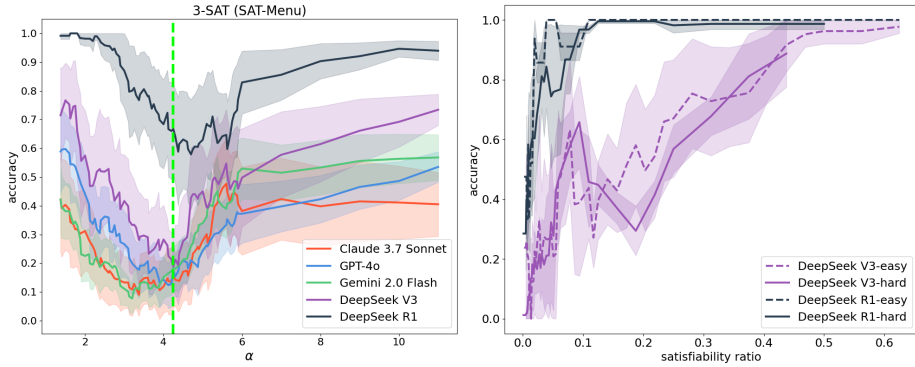 3-SAT (SAT-Menu)
accuracy
1.0
0.9
0.8
0.7
0.6
0.5
0.4
0.3
0.2
0.1
0.0
2
4
6
8
10
α
Claude 3.7 Sonnet
GPT-4o
Gemini 2.0 Flash
DeepSeek V3
DeepSeek R1
accuracy
1.0
0.8
0.6
0.4
0.2
0.0
0.0
0.1
0.2
0.3
0.4
0.5
0.6
satisfiability ratio
DeepSeek V3-easy
DeepSeek V3-hard
DeepSeek R1-easy
DeepSeek R1-hard